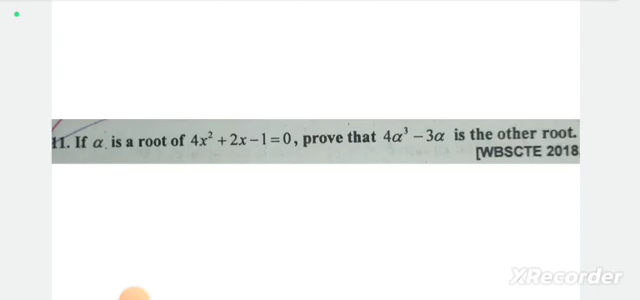 11. If α is a root of 4x² + 2x − 1 = 0, prove that 4α³ − 3α is the other root.
[WBSCTE 2018
XRecorder